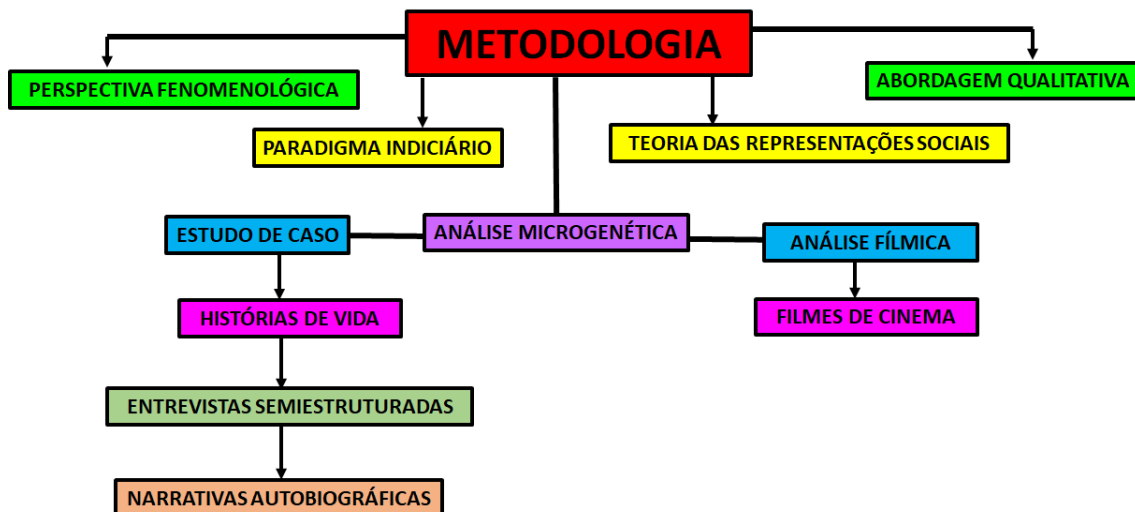 METODOLOGIA
PERSPECTIVA FENOMENOLÓGICA
ABORDAGEM QUALITATIVA
PARADIGMA INDICIÁRIO
TEORIA DAS REPRESENTAÇÕES SOCIAIS
ESTUDO DE CASO
ANÁLISE MICROGENÉTICA
ANÁLISE FÍLMICA
HISTÓRIAS DE VIDA
FILMES DE CINEMA
ENTREVISTAS SEMIESTRUTURADAS
NARRATIVAS AUTOBIOGRÁFICAS